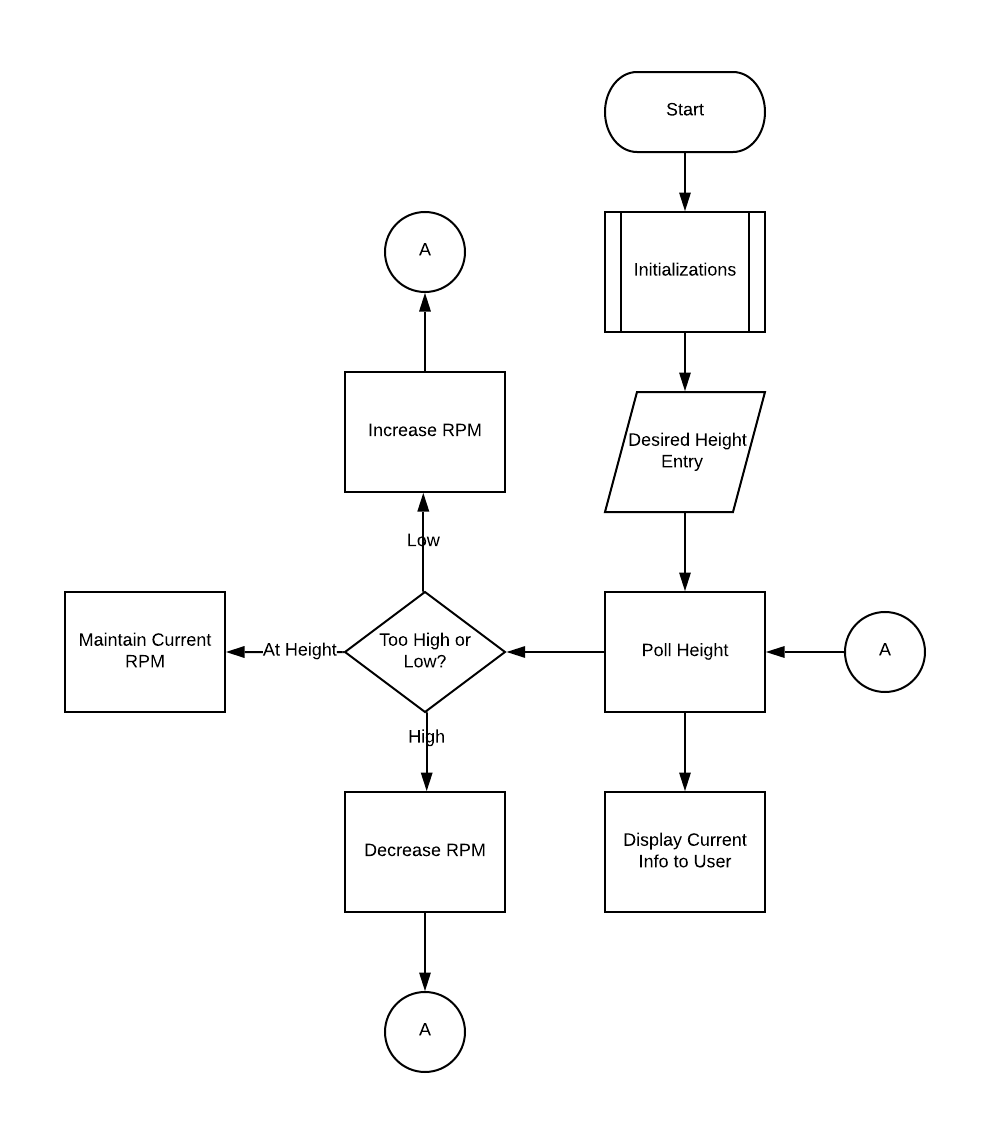 Start
A
Initializations
Increase RPM
Desired Height
Entry
Low
Maintain Current
RPM
At Height
Too High or
Low?
Poll Height
A
High
Decrease RPM
Display Current
Info to User
A